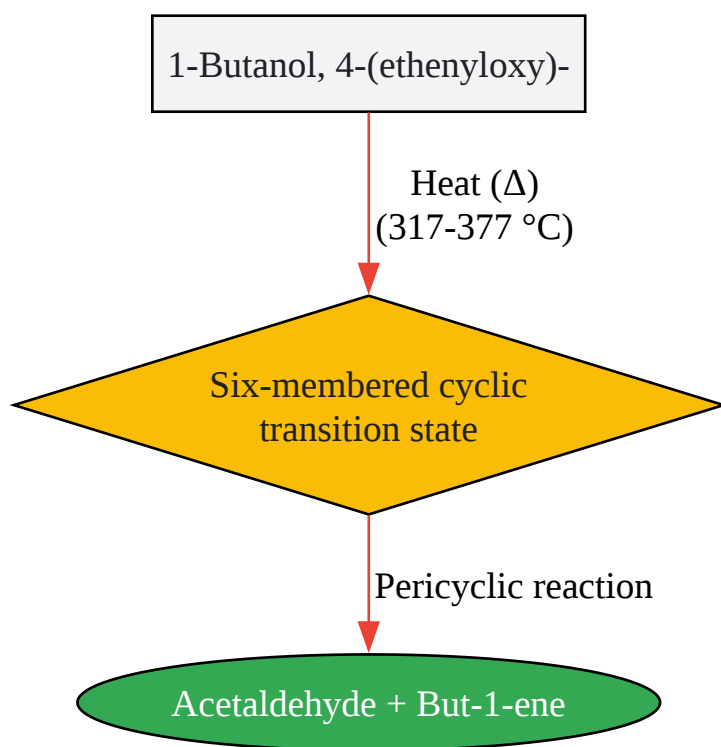 1-Butanol, 4-(ethenyloxy)-
Heat (Δ)
(317-377 °C)
Six-membered cyclic
transition state
Pericyclic reaction
Acetaldehyde + But-1-ene